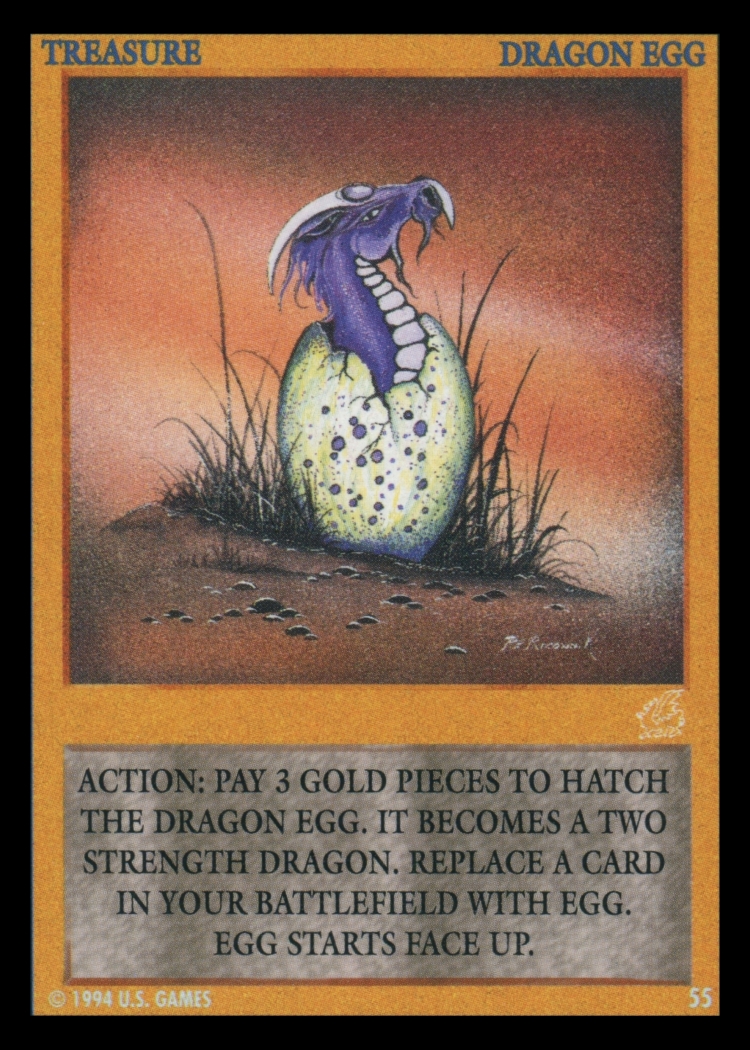 TREASURE DRAGON EGG
ACTION: PAY 3 GOLD PIECES TO HATCH
THE DRAGON EGG. IT BECOMES A TWO
STRENGTH DRAGON. REPLACE A CARD
IN YOUR BATTLEFIELD WITH EGG.
EGG STARTS FACE UP.
© 1994 U.S. GAMES 55